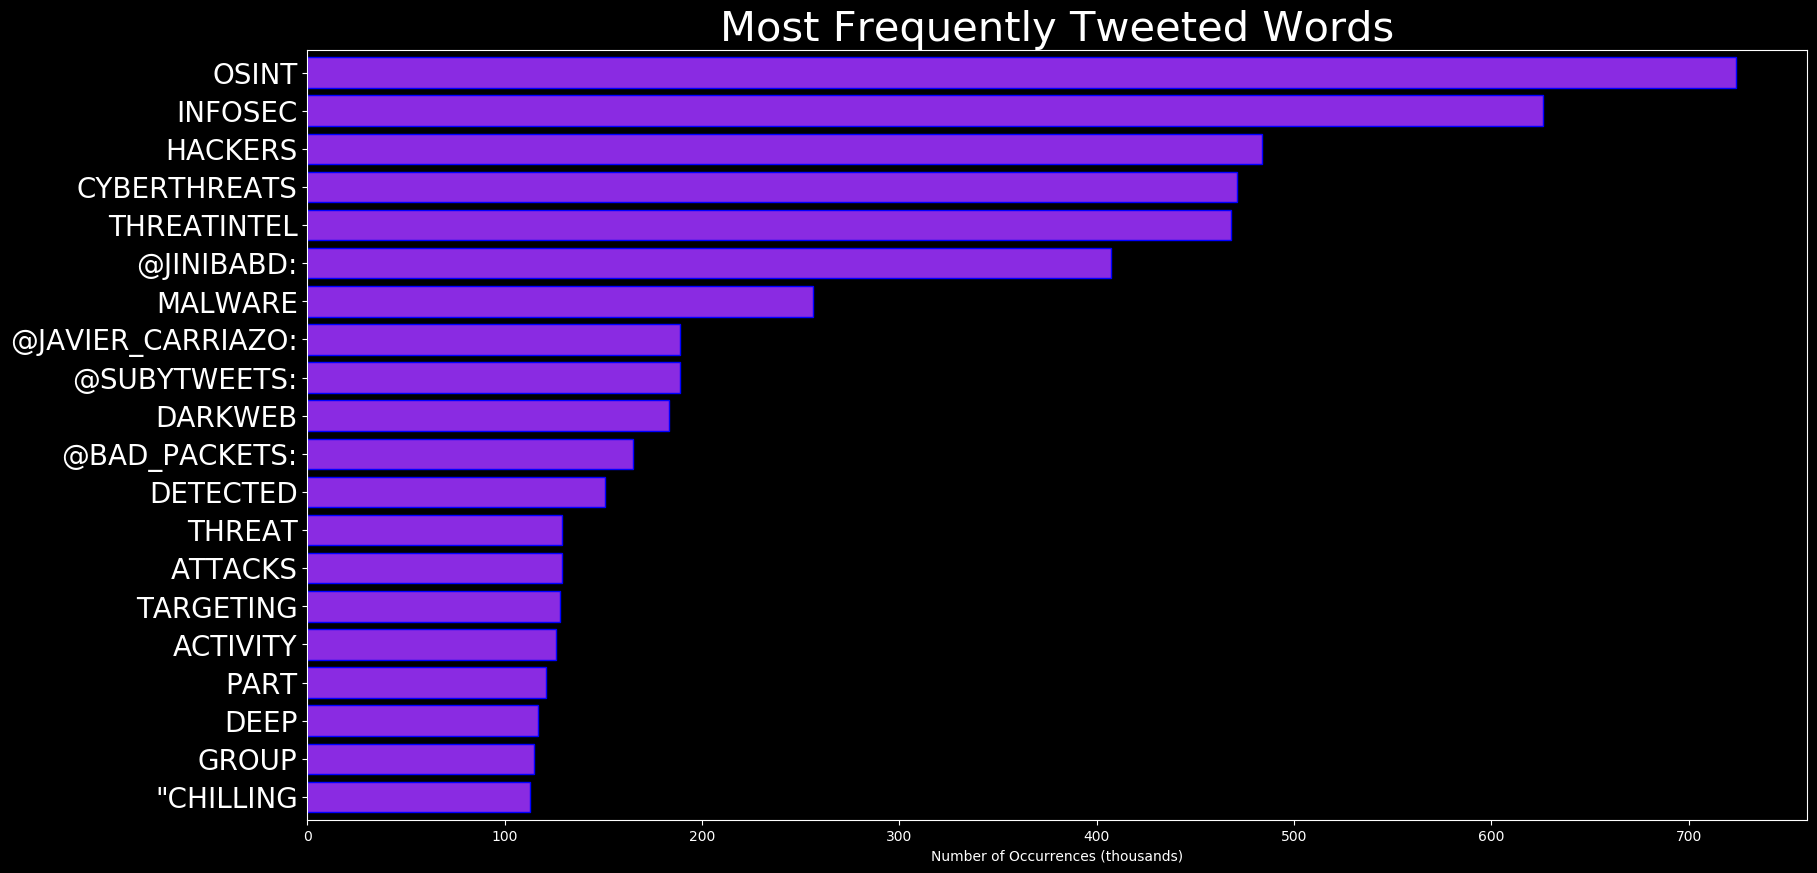 Most Frequently Tweeted Words
OSINT
INFOSEC
HACKERS
CYBERTHREATS
THREATINTEL
@JINIBABD:
MALWARE
@JAVIER_CARRIAZO:
@SUBYTWEETS:
DARKWEB
@BAD_PACKETS:
DETECTED
THREAT
ATTACKS
TARGETING
ACTIVITY
PART
DEEP
GROUP
"CHILLING
0 100 200 300 400 500 600 700
Number of Occurrences (thousands)